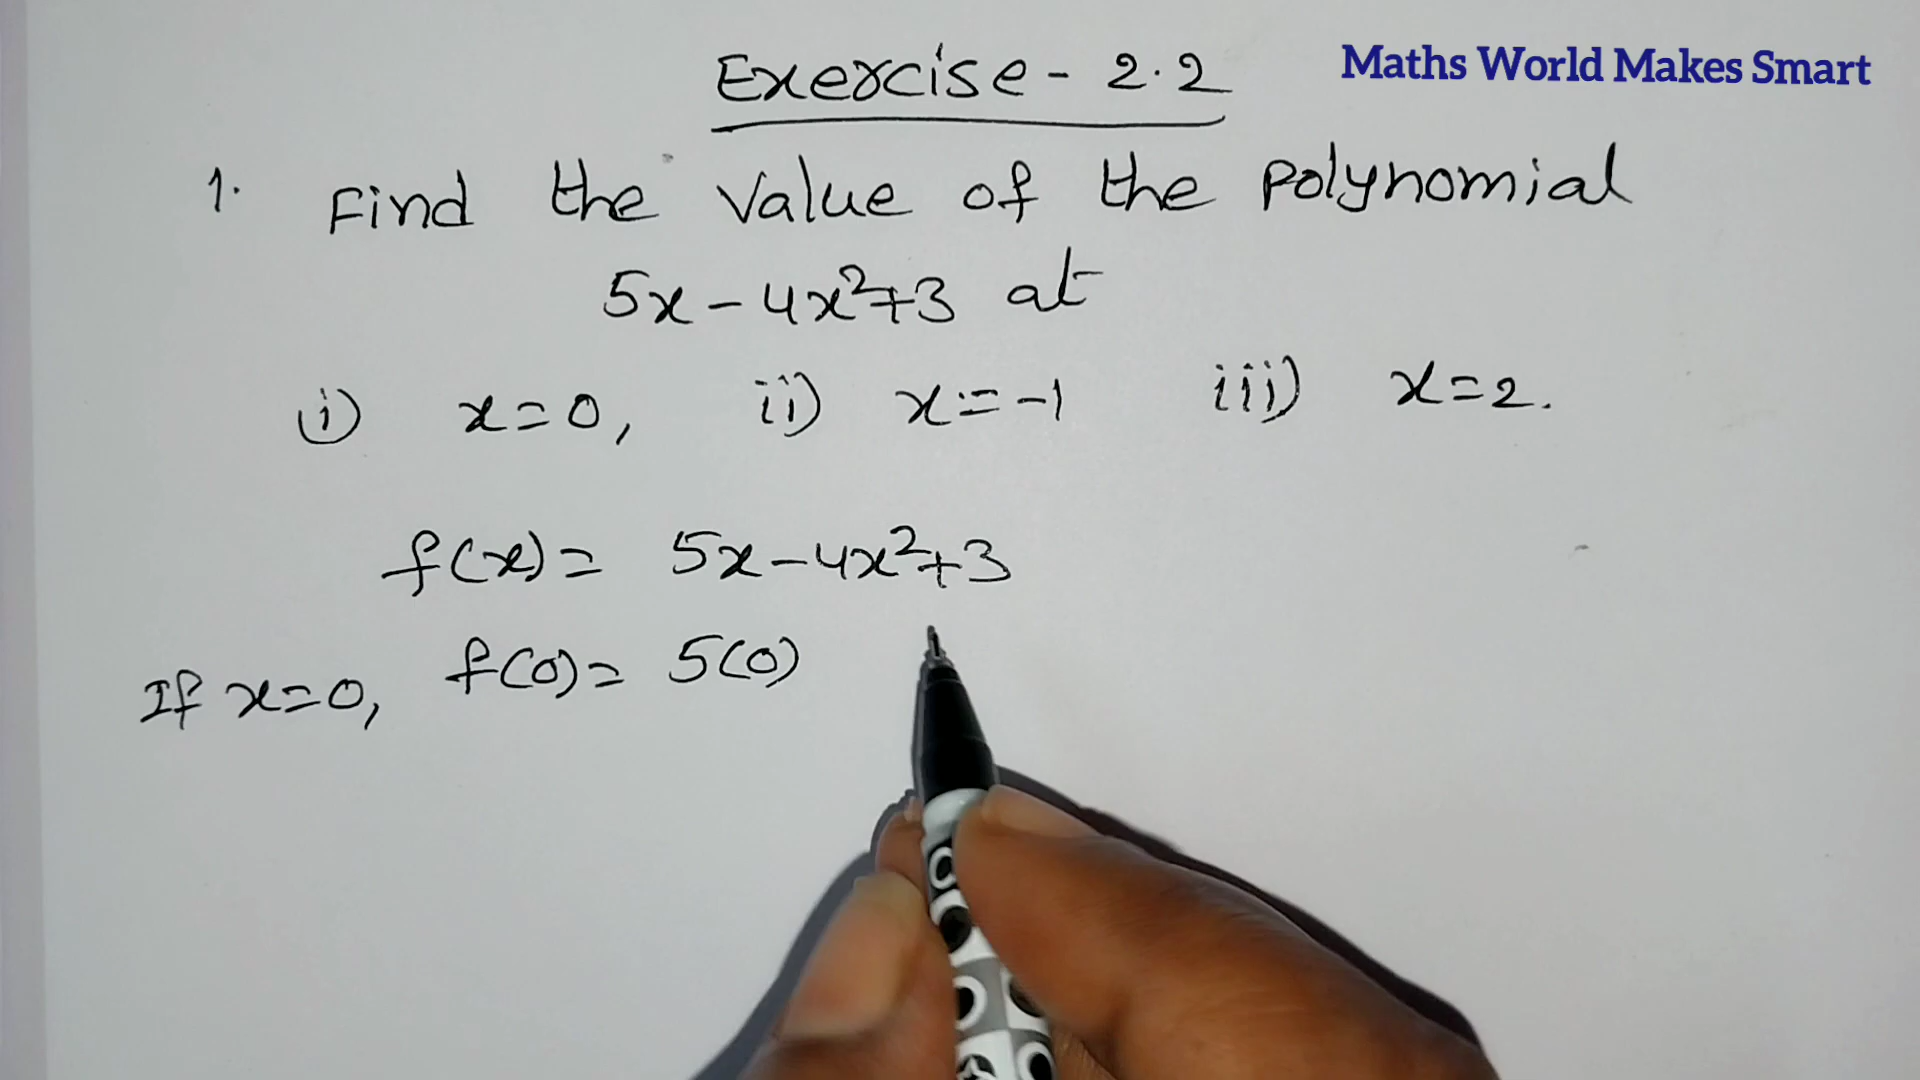 Exercise - 2.2
Maths World Makes Smart
1. Find the value of the polynomial
5x - 4x²+3 at
(i) x=0, ii) x=-1 iii) x=2.
f(x) = 5x-4x²+3
If x=0, f(0)= 5(0)